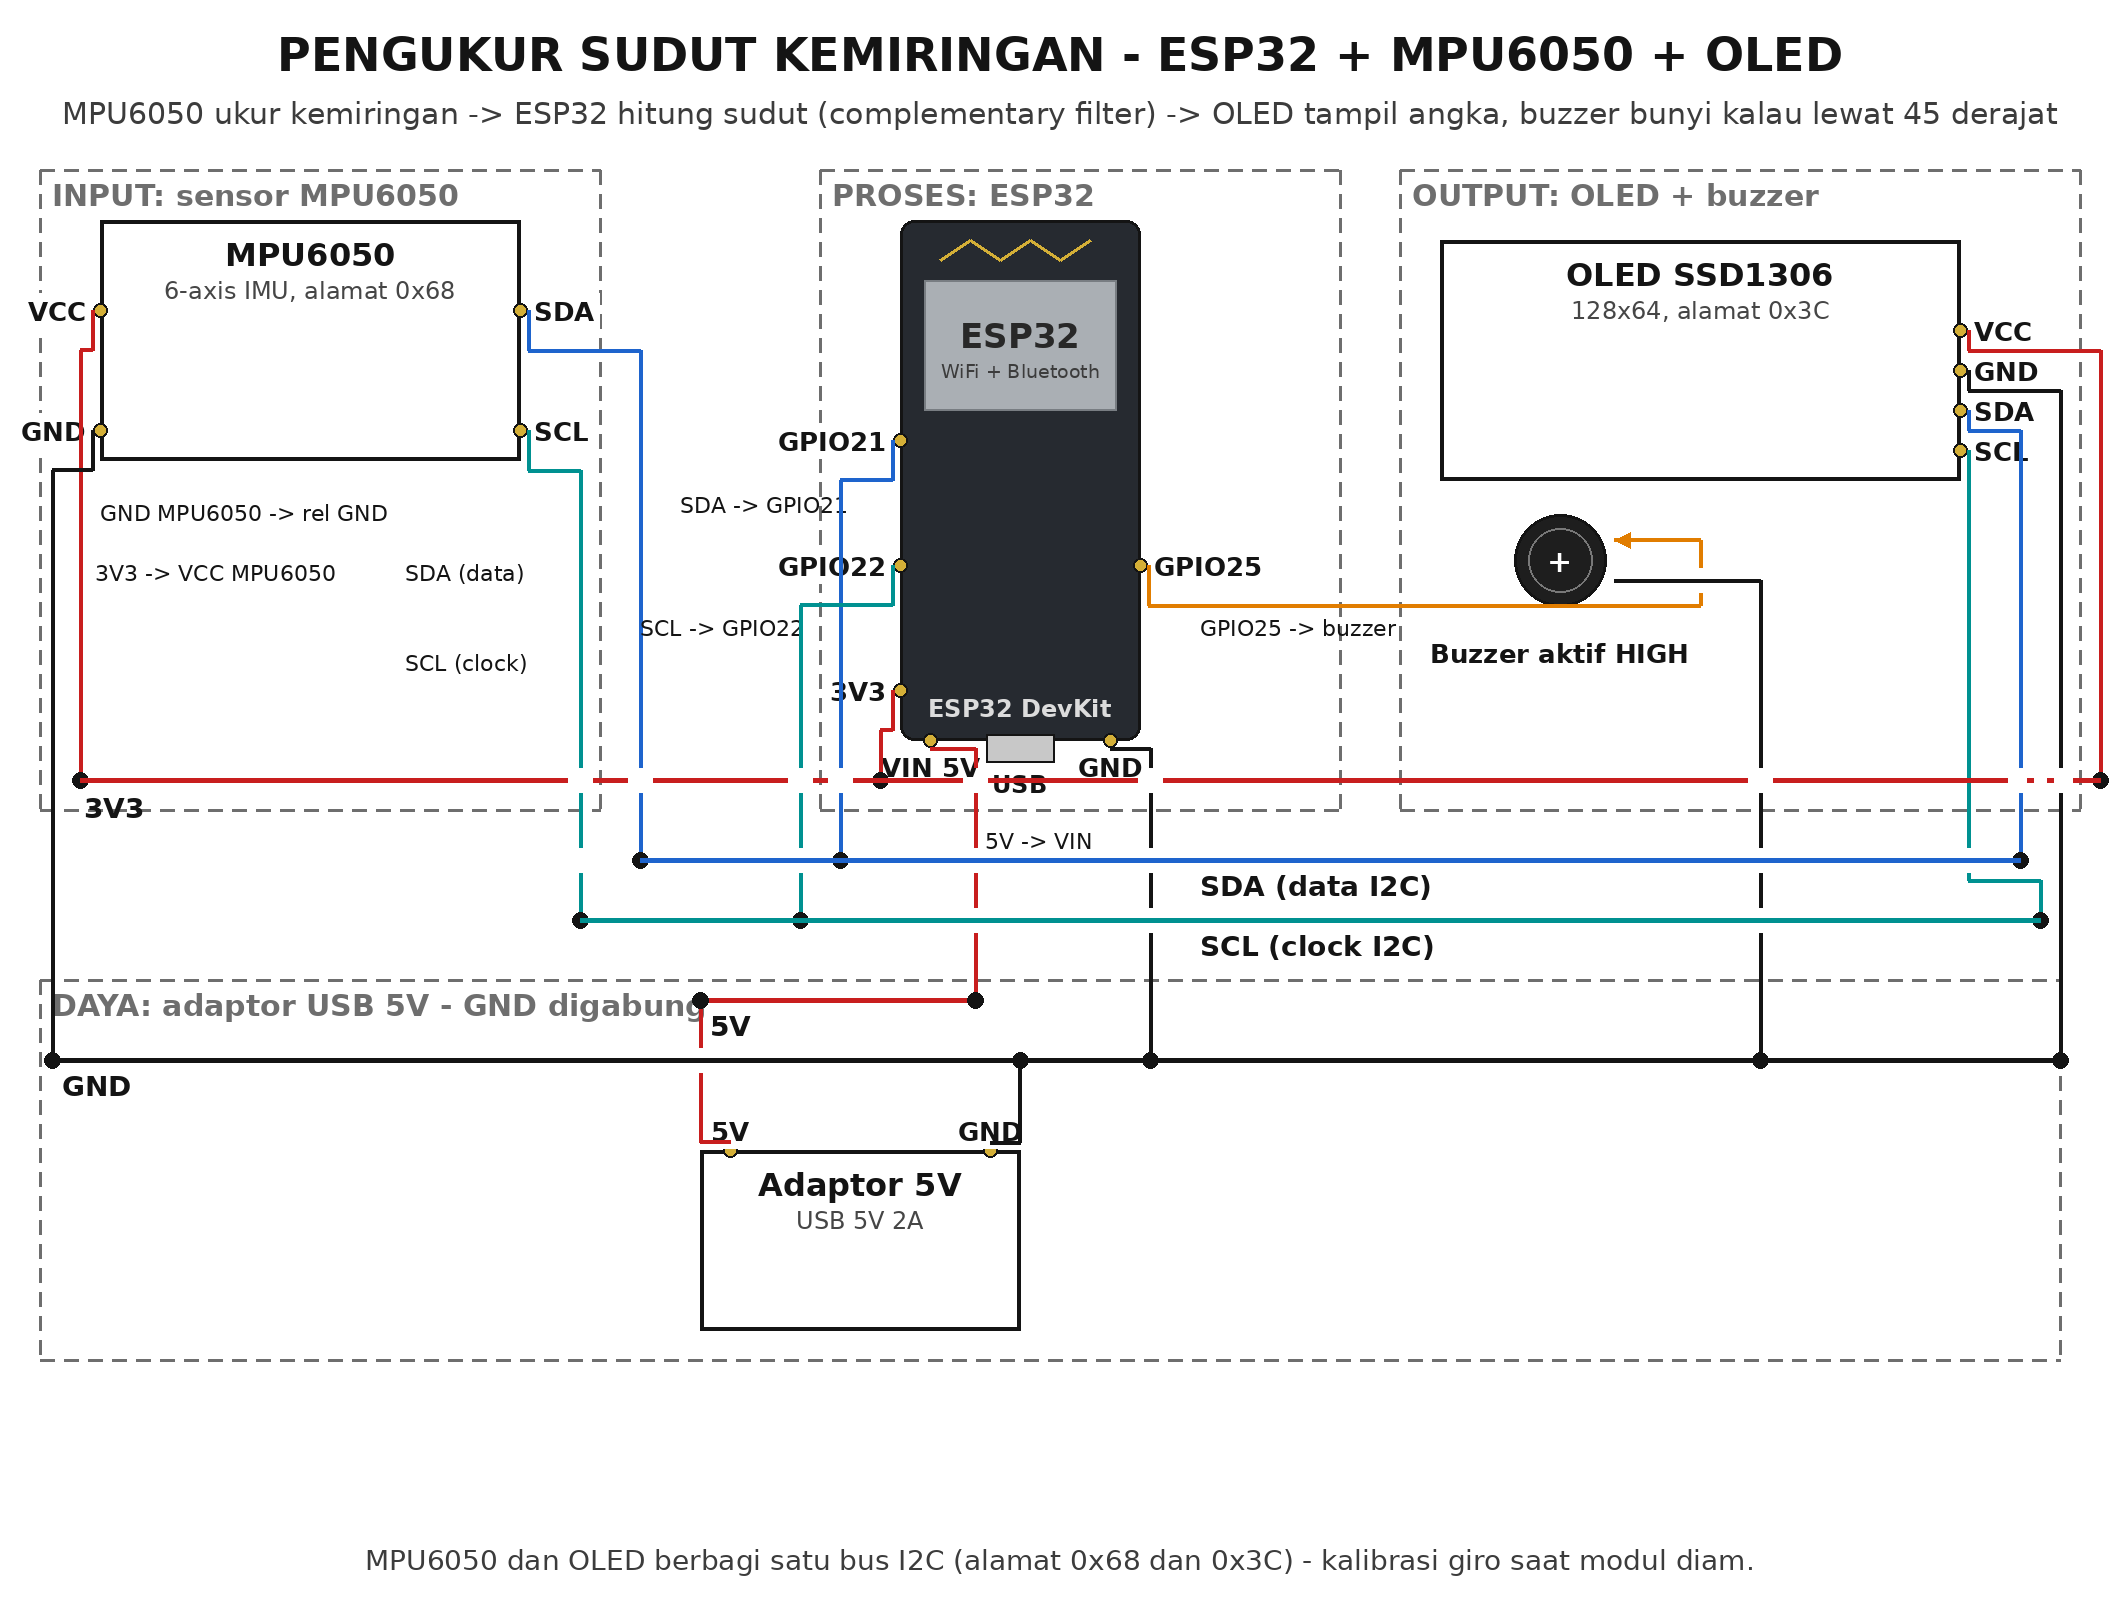 PENGUKUR SUDUT KEMIRINGAN - ESP32 + MPU6050 + OLED
MPU6050 ukur kemiringan -> ESP32 hitung sudut (complementary filter) -> OLED tampil angka, buzzer bunyi kalau lewat 45 derajat
INPUT: sensor MPU6050
MPU6050
6-axis IMU, alamat 0x68
VCC
SDA
GND
SCL
GND MPU6050 -> rel GND
3V3 -> VCC MPU6050
SDA (data)
SCL (clock)
PROSES: ESP32
ESP32
WiFi + Bluetooth
GPIO21
SDA -> GPIO21
GPIO22
GPIO25
SCL -> GPIO22
GPIO25 -> buzzer
3V3
ESP32 DevKit
VIN 5V
GND
USB
OUTPUT: OLED + buzzer
OLED SSD1306
128x64, alamat 0x3C
VCC
GND
SDA
SCL
+
Buzzer aktif HIGH
3V3
5V -> VIN
SDA (data I2C)
SCL (clock I2C)
DAYA: adaptor USB 5V - GND digabung
5V
GND
5V
GND
Adaptor 5V
USB 5V 2A
MPU6050 dan OLED berbagi satu bus I2C (alamat 0x68 dan 0x3C) - kalibrasi giro saat modul diam.